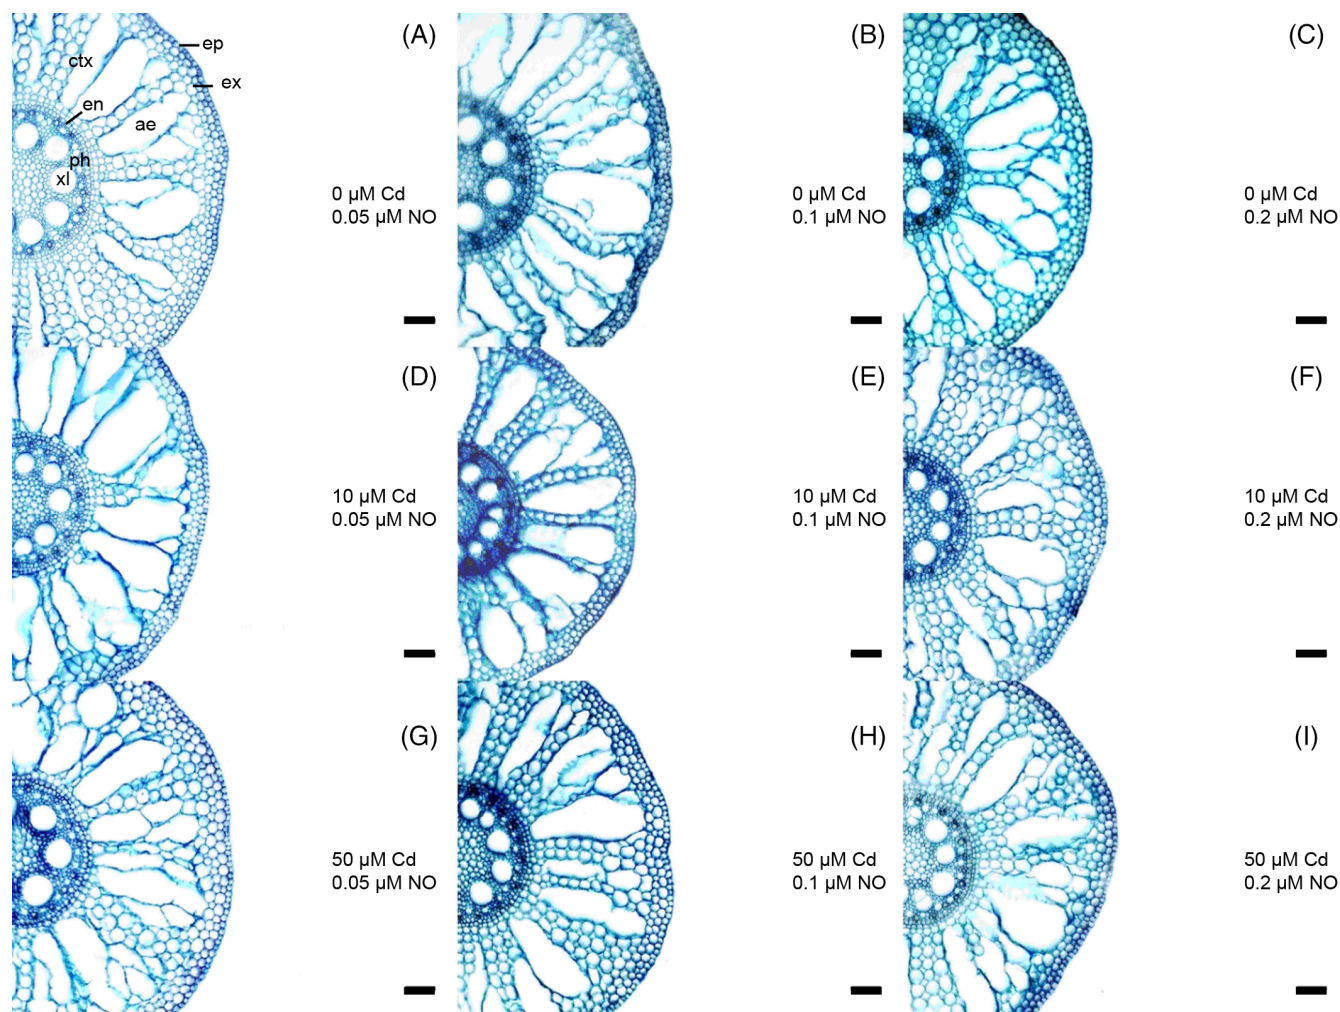 ep
(A)
(B)
(C)
ctx
ex
en
ae
ph
xl
0 µM Cd
0.05 µM NO
0 µM Cd
0.1 µM NO
0 µM Cd
0.2 µM NO
(D)
(E)
(F)
10 µM Cd
0.05 µM NO
10 µM Cd
0.1 µM NO
10 µM Cd
0.2 µM NO
(G)
(H)
(I)
50 µM Cd
0.05 µM NO
50 µM Cd
0.1 µM NO
50 µM Cd
0.2 µM NO